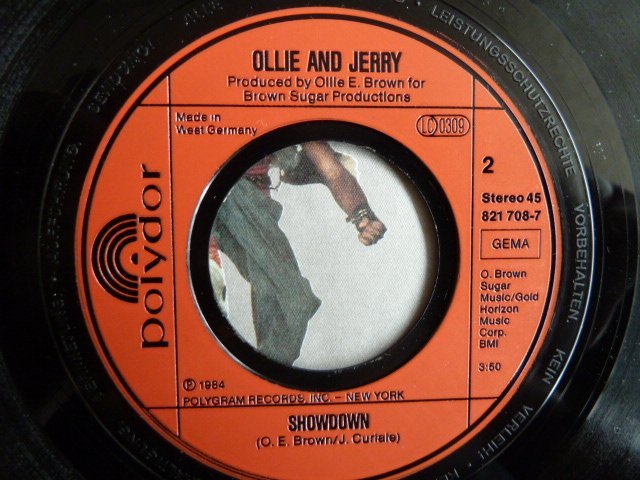 OLLIE AND JERRY
Produced by Ollie E. Brown for
Brown Sugar Productions
Made in
West Germany
LC 0309
2
Stereo 45
821 708-7
GEMA
polydor
O. Brown
Sugar
Music/Gold
Horizon
Music
Corp.
BMI
3:50
℗ 1984
POLYGRAM RECORDS, INC. – NEW YORK
SHOWDOWN
(O. E. Brown/J. Curiale)
LEISTUNGSSCHUTZRECHTE VORBEHALTEN. KEIN VERLEIH!